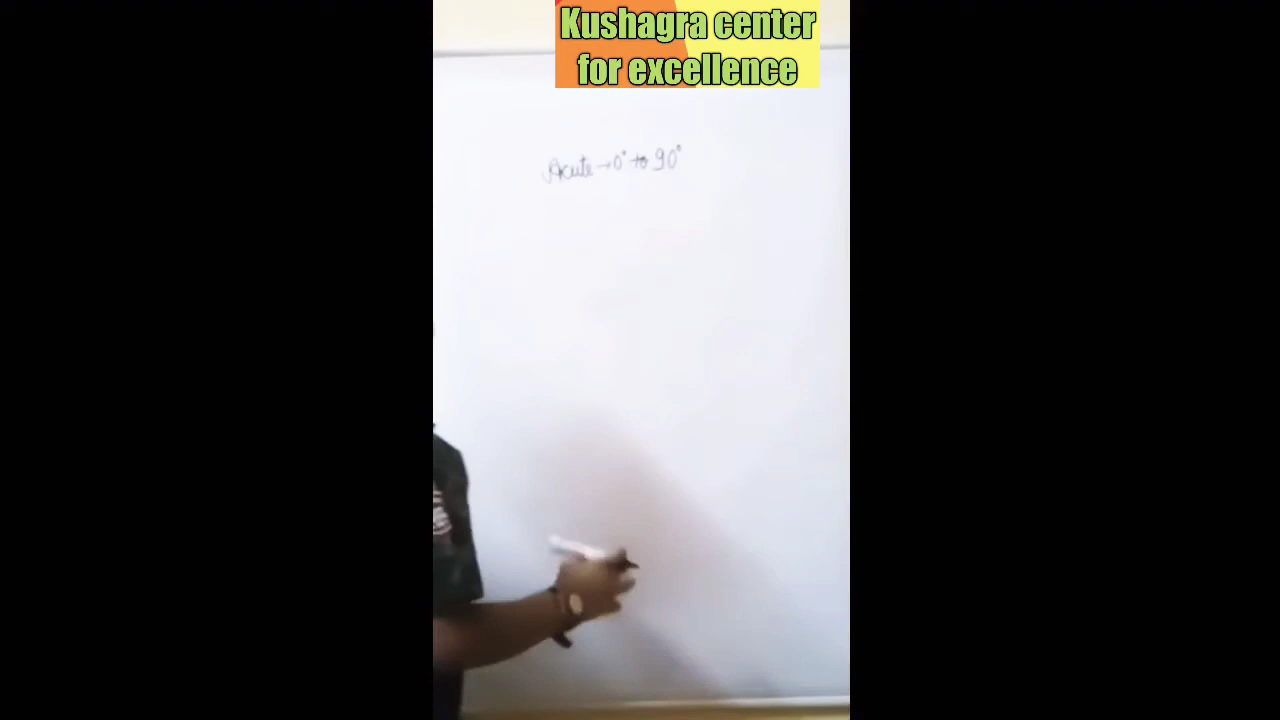 Kushagra center
for excellence
Acute → 0° to 90°